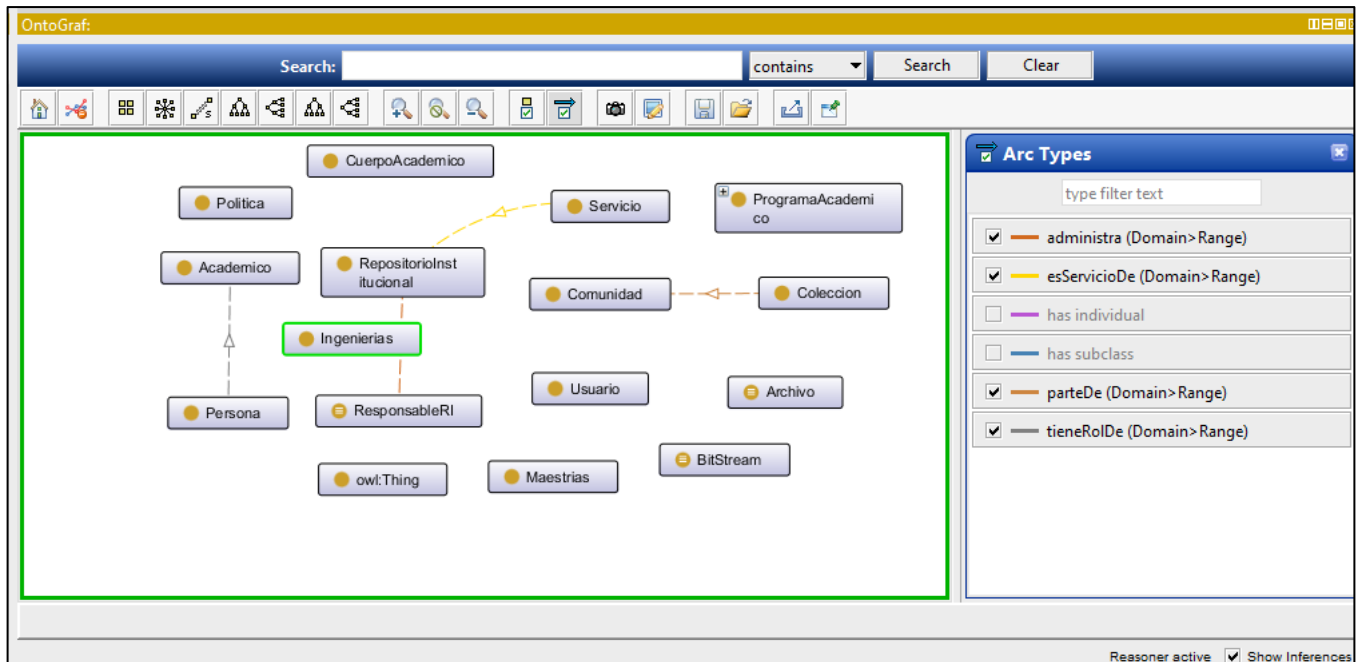 OntoGraf:
Search:
contains
Search
Clear
CuerpoAcademico
Politica
Servicio
ProgramaAcademi
co
Academico
RepositorioInst
itucional
Comunidad
Coleccion
Ingenierias
Usuario
Archivo
Persona
ResponsableRI
BitStream
owl:Thing
Maestrias
Arc Types
type filter text
administra (Domain>Range)
esServicioDe (Domain>Range)
has individual
has subclass
parteDe (Domain>Range)
tieneRolDe (Domain>Range)
Reasoner active
Show Inferences